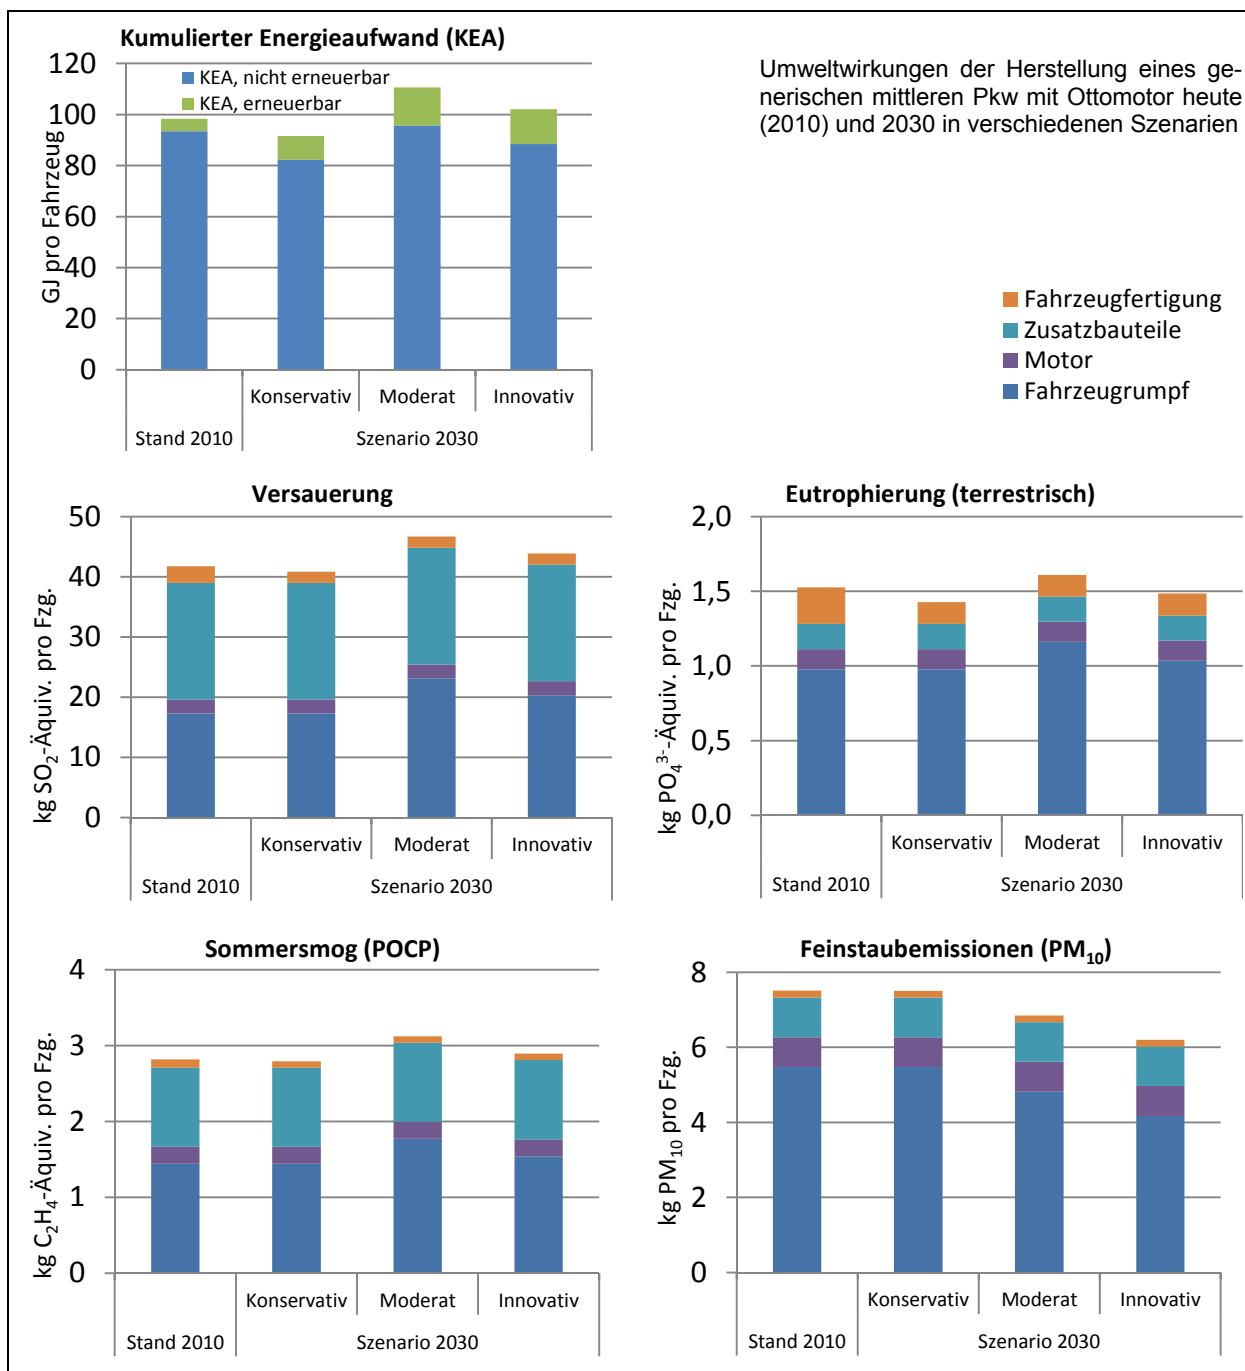 Kumulierter Energieaufwand (KEA)
GJ pro Fahrzeug
120
100
80
60
40
20
0
KEA, nicht erneuerbar
KEA, erneuerbar
Konservativ Moderat Innovativ
Stand 2010 Szenario 2030
Umweltwirkungen der Herstellung eines ge-
nerischen mittleren Pkw mit Ottomotor heute
(2010) und 2030 in verschiedenen Szenarien
Fahrzeugfertigung
Zusatzbauteile
Motor
Fahrzeugrumpf
Versauerung
kg SO₂-Äquiv. pro Fzg.
50
40
30
20
10
0
Konservativ Moderat Innovativ
Stand 2010 Szenario 2030
Eutrophierung (terrestrisch)
kg PO₄³⁻-Äquiv. pro Fzg.
2,0
1,5
1,0
0,5
0,0
Konservativ Moderat Innovativ
Stand 2010 Szenario 2030
Sommersmog (POCP)
kg C₂H₄-Äquiv. pro Fzg.
4
3
2
1
0
Konservativ Moderat Innovativ
Stand 2010 Szenario 2030
Feinstaubemissionen (PM₁₀)
kg PM₁₀ pro Fzg.
8
6
4
2
0
Konservativ Moderat Innovativ
Stand 2010 Szenario 2030